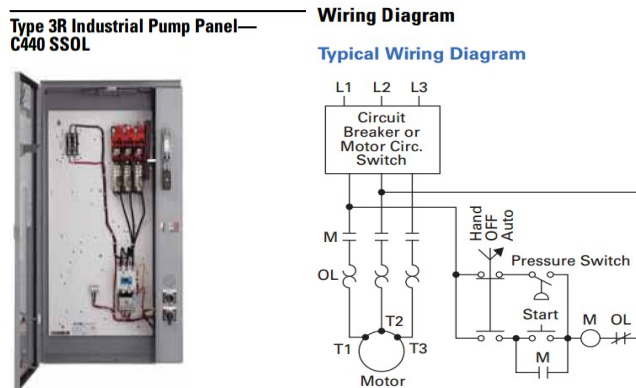 Type 3R Industrial Pump Panel—
C440 SSOL
Wiring Diagram
Typical Wiring Diagram
L1 L2 L3
Circuit
Breaker or
Motor Circ.
Switch
Hand
OFF
Auto
M
Pressure Switch
OL
Start
M OL
T2
T1 T3
M
Motor